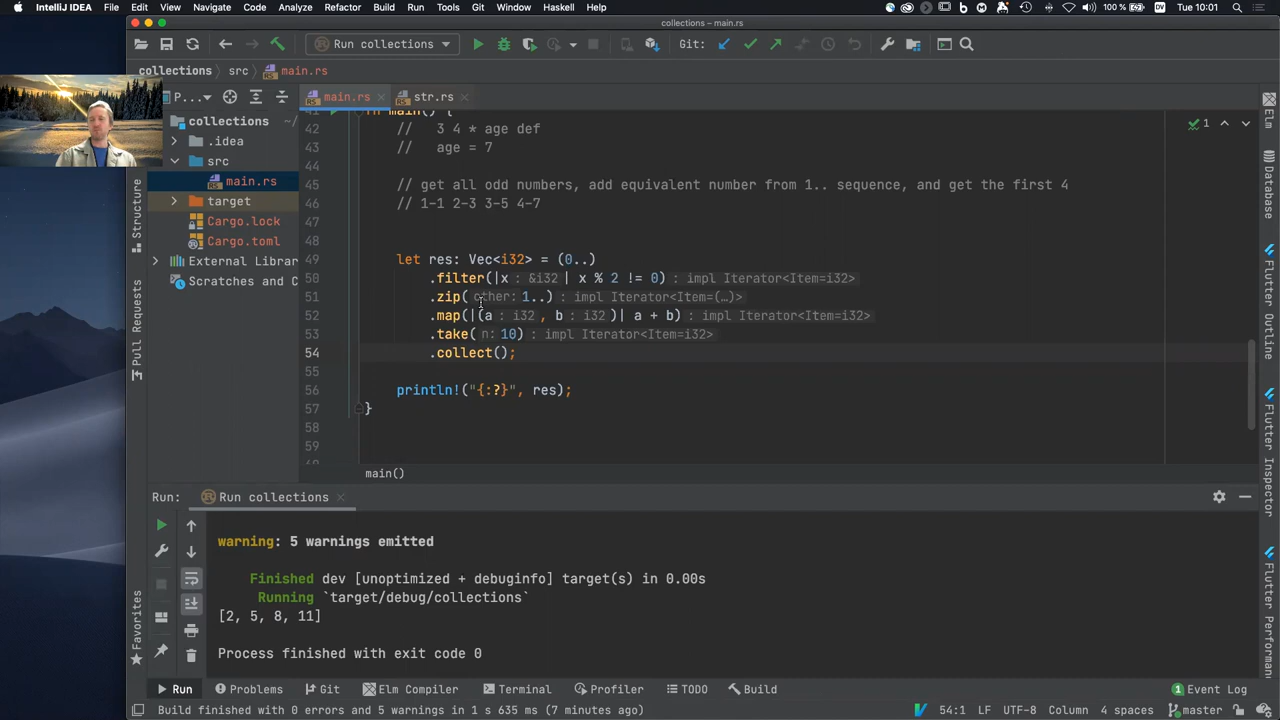 IntelliJ IDEA File Edit View Navigate Code Analyze Refactor Build Run Tools Git Window Haskell Help 100 % DV Tue 10:01
collections – main.rs
Run collections Git:
collections src main.rs
P... main.rs str.rs
collections
.idea
src
main.rs
target
Cargo.lock
Cargo.toml
External Librar
Scratches and C
41 fn main() {
42 // 3 4 * age def
43 // age = 7
44
45 // get all odd numbers, add equivalent number from 1.. sequence, and get the first 4
46 // 1-1 2-3 3-5 4-7
47
48
49 let res: Vec<i32> = (0..)
50 .filter(|x : &i32 | x % 2 != 0) : impl Iterator<Item=i32>
51 .zip( other: 1..) : impl Iterator<Item=(…)>
52 .map(|(a : i32 , b : i32 )| a + b) : impl Iterator<Item=i32>
53 .take( n: 10) : impl Iterator<Item=i32>
54 .collect();
55
56 println!("{:?}", res);
57 }
58
59
1
main()
Structure
Pull Requests
Favorites
Elm
Database
Flutter Outline
Flutter Inspector
Flutter Performa
Run: Run collections
warning: 5 warnings emitted
Finished dev [unoptimized + debuginfo] target(s) in 0.00s
Running `target/debug/collections`
[2, 5, 8, 11]
Process finished with exit code 0
Run Problems Git Elm Compiler Terminal Profiler TODO Build 1 Event Log
Build finished with 0 errors and 5 warnings in 1 s 635 ms (7 minutes ago) 54:1 LF UTF-8 Column 4 spaces master